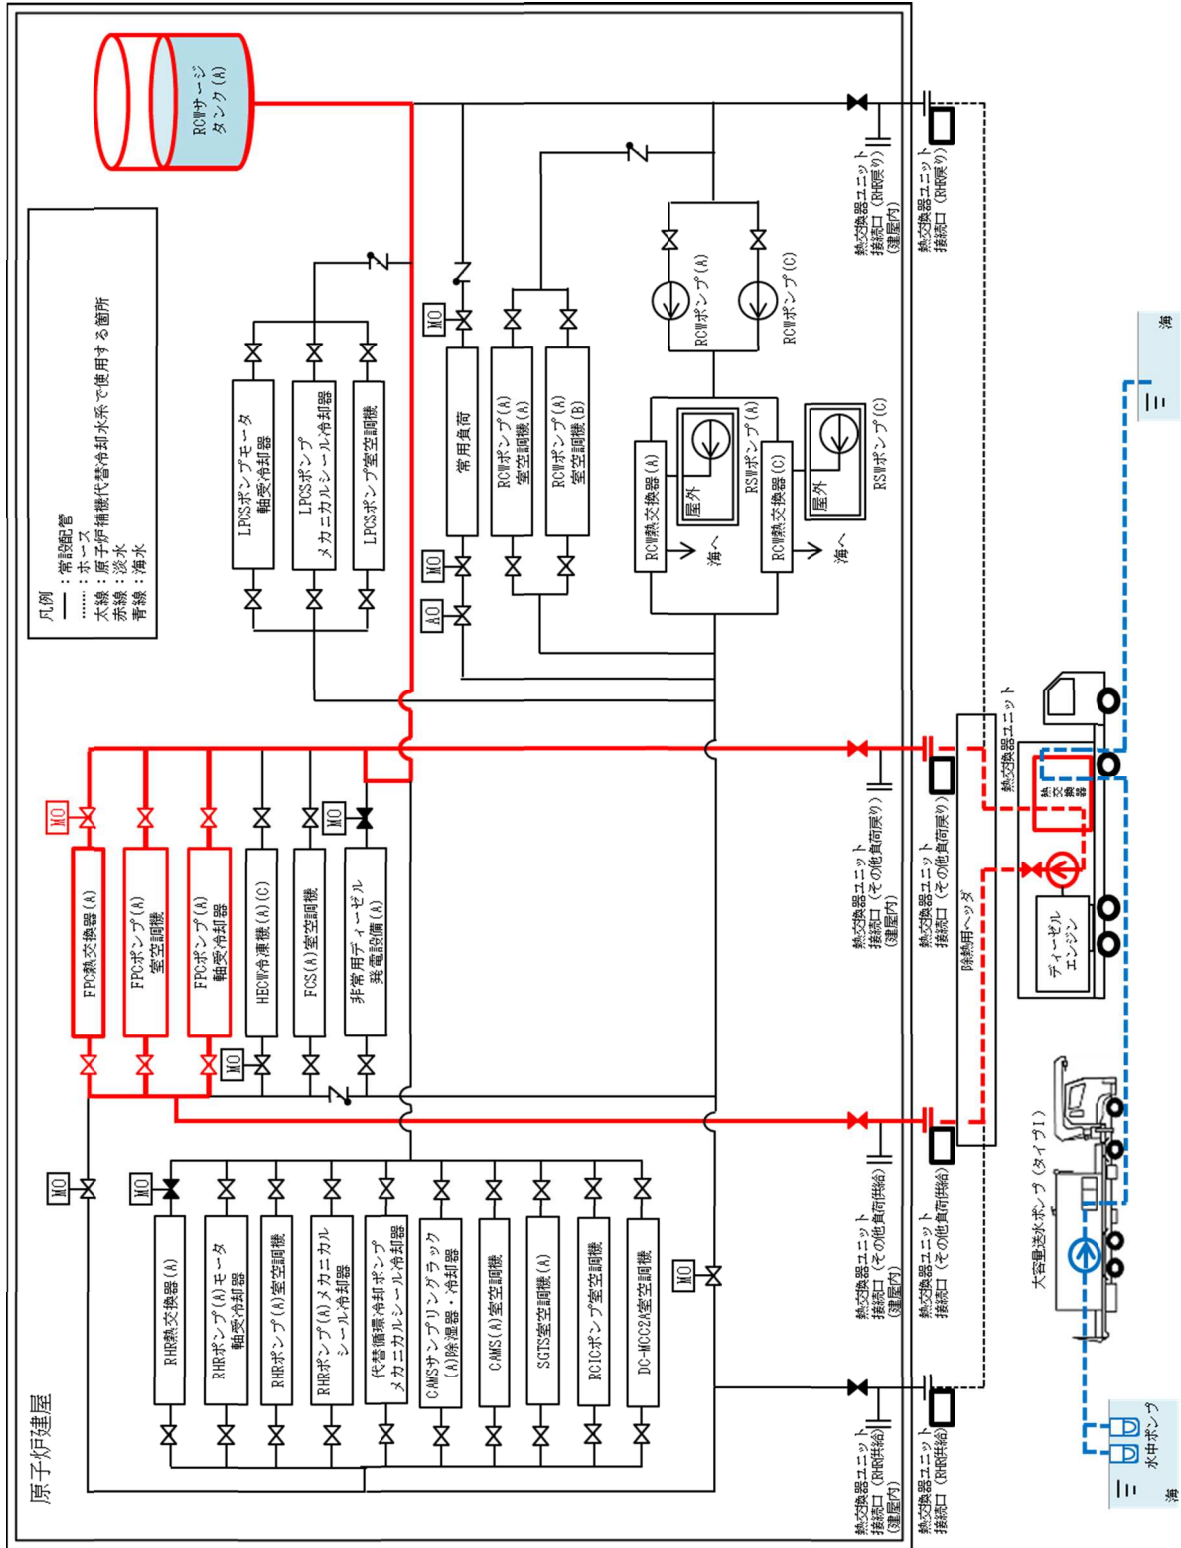 原子炉建屋
凡例
――:常設配管
……:ホース
太線:原子炉補機代替冷却水系で使用する箇所
赤線:淡水
青線:海水
RCWサージ
タンク(A)
MO
FPC熱交換器(A)
FPCポンプ(A)
室空調機
FPCポンプ(A)
軸受冷却器
MO
HECW冷凍機(A)(C)
FCS(A)室空調機
MO
非常用ディーゼル
発電設備(A)
LPCSポンプモータ
軸受冷却器
LPCSポンプ
メカニカルシール冷却器
LPCSポンプ室空調機
AO
MO
常用負荷
MO
RCWポンプ(A)
室空調機(A)
RCWポンプ(A)
室空調機(B)
RCW熱交換器(A)
屋外
RSWポンプ(A)
海へ
RCWポンプ(A)
RCW熱交換器(C)
屋外
RSWポンプ(C)
海へ
RCWポンプ(C)
MO
MO
RHR熱交換器(A)
RHRポンプ(A)モータ
軸受冷却器
RHRポンプ(A)室空調機
RHRポンプ(A)メカニカル
シール冷却器
代替循環冷却ポンプ
メカニカルシール冷却器
CAMSサンプリングラック
(A)除湿器・冷却器
CAMS(A)室空調機
SGTS室空調機(A)
RCICポンプ室空調機
DC-MCC2A室空調機
MO
熱交換器ユニット
接続口(RHR供給)
(建屋内)
熱交換器ユニット
接続口(その他負荷供給)
(建屋内)
熱交換器ユニット
接続口(その他負荷戻り)
(建屋内)
熱交換器ユニット
接続口(RHR戻り)
(建屋内)
熱交換器ユニット
接続口(RHR供給)
熱交換器ユニット
接続口(その他負荷供給)
熱交換器ユニット
接続口(その他負荷戻り)
熱交換器ユニット
接続口(RHR戻り)
除熱用ヘッダ
熱交換器ユニット
ディーゼル
エンジン
熱交換器
大容量送水ポンプ(タイプⅠ)
水中ポンプ
海
海